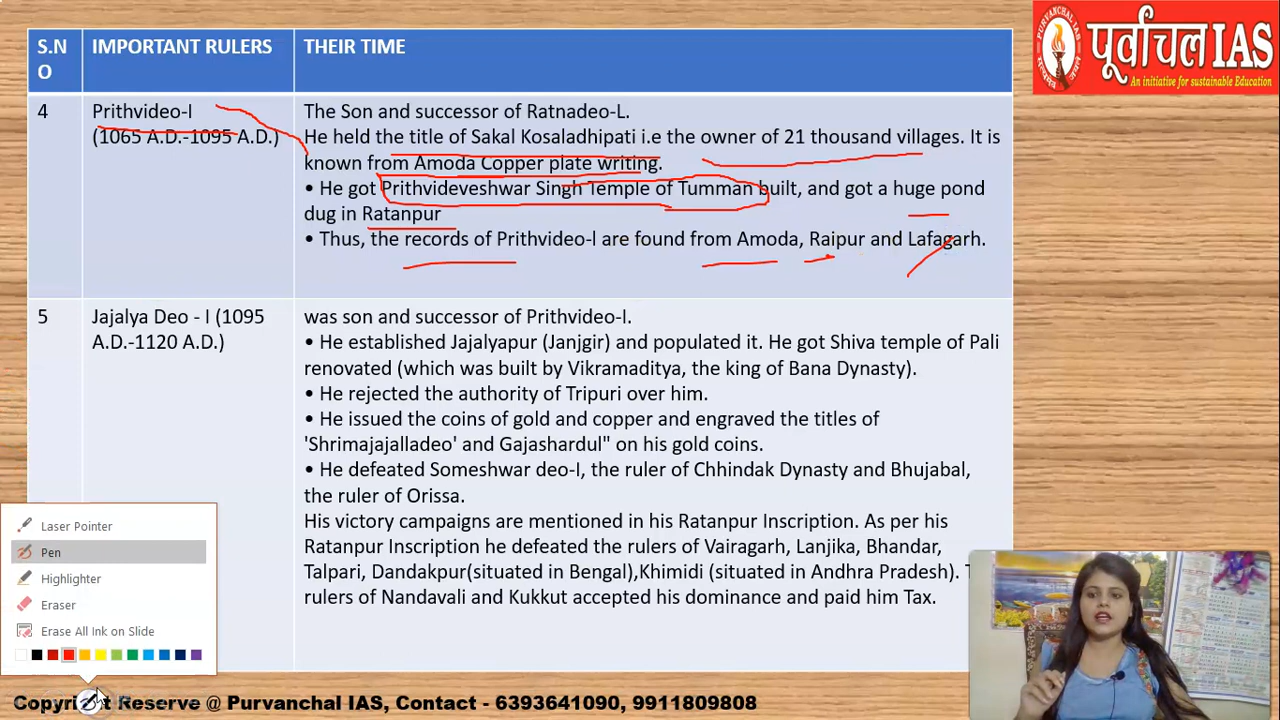 S.N
O
IMPORTANT RULERS
THEIR TIME
PURVANCHAL IAS
पूर्वांचल IAS
An initiative for sustainable Education
4
Prithvideo-I
(1065 A.D.-1095 A.D.)
The Son and successor of Ratnadeo-L.
He held the title of Sakal Kosaladhipati i.e the owner of 21 thousand villages. It is
known from Amoda Copper plate writing.
• He got Prithvideveshwar Singh Temple of Tumman built, and got a huge pond
dug in Ratanpur
• Thus, the records of Prithvideo-l are found from Amoda, Raipur and Lafagarh.
5
Jajalya Deo - I (1095
A.D.-1120 A.D.)
was son and successor of Prithvideo-I.
• He established Jajalyapur (Janjgir) and populated it. He got Shiva temple of Pali
renovated (which was built by Vikramaditya, the king of Bana Dynasty).
• He rejected the authority of Tripuri over him.
• He issued the coins of gold and copper and engraved the titles of
'Shrimajajalladeo' and Gajashardul" on his gold coins.
• He defeated Someshwar deo-I, the ruler of Chhindak Dynasty and Bhujabal,
the ruler of Orissa.
His victory campaigns are mentioned in his Ratanpur Inscription. As per his
Ratanpur Inscription he defeated the rulers of Vairagarh, Lanjika, Bhandar,
Talpari, Dandakpur(situated in Bengal),Khimidi (situated in Andhra Pradesh).
rulers of Nandavali and Kukkut accepted his dominance and paid him Tax.
Laser Pointer
Pen
Highlighter
Eraser
Erase All Ink on Slide
Copyright Reserve @ Purvanchal IAS, Contact - 6393641090, 9911809808